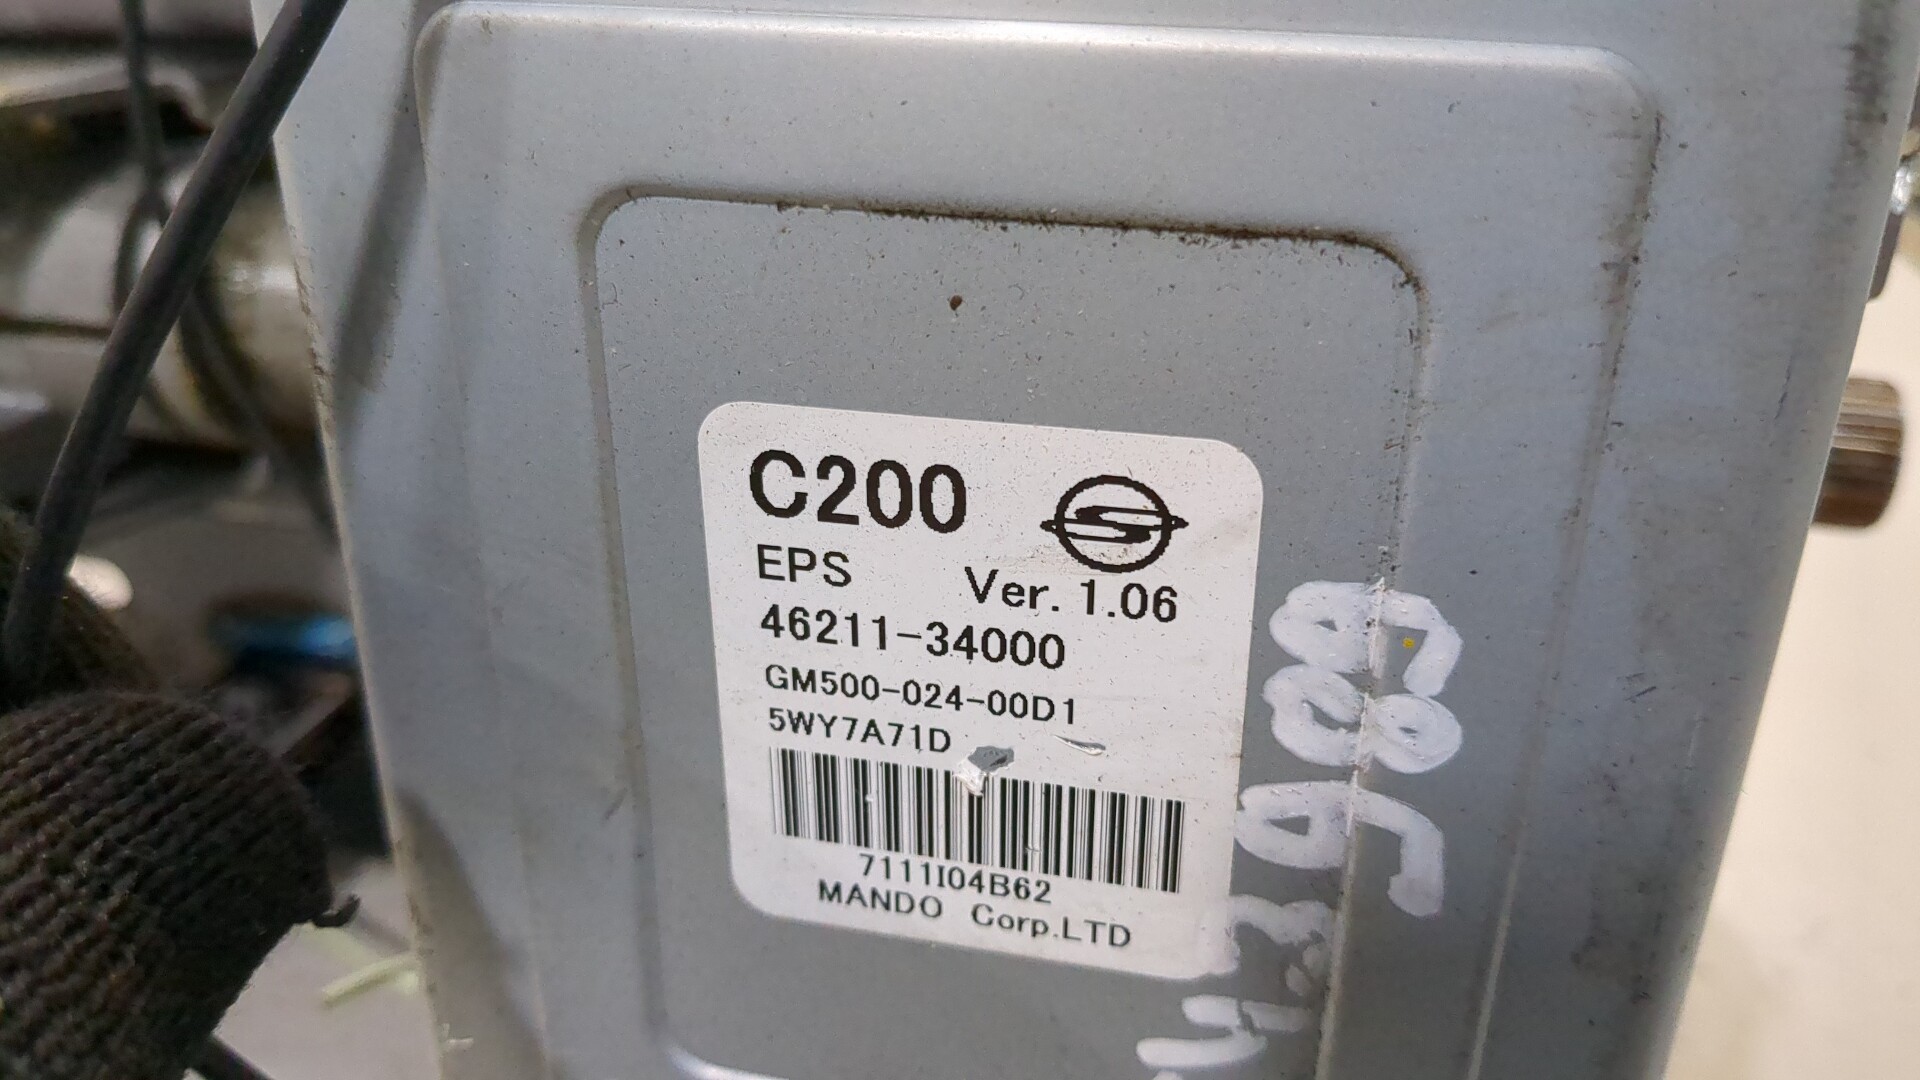 C200
EPS Ver. 1.06
46211-34000
GM500-024-00D1
5WY7A71D
7111I04B62
MANDO Corp.LTD